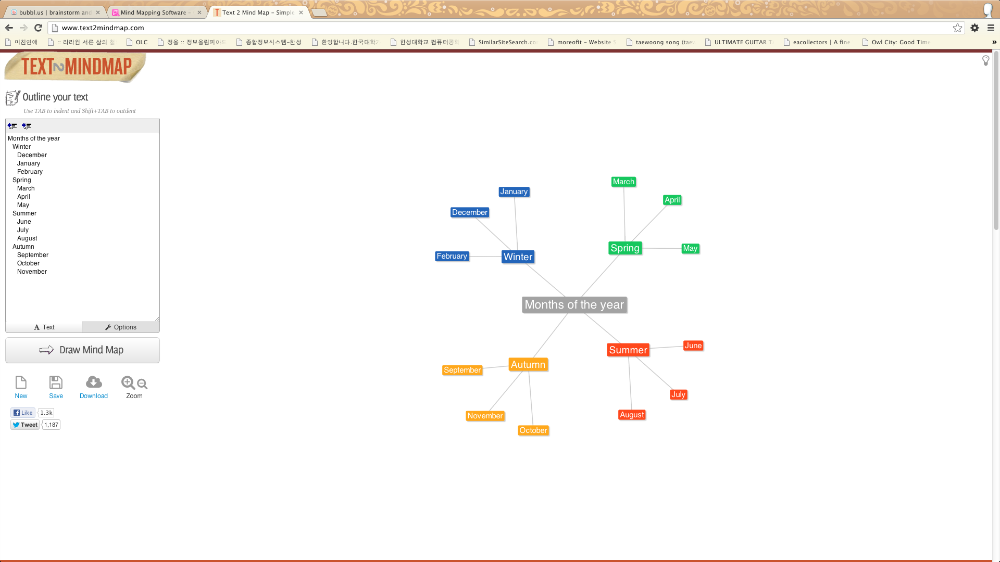 bubbl.us | brainstorm and
Mind Mapping Software -
Text 2 Mind Map – Simple
www.text2mindmap.com
미친연애
:: 라라윈 서른 살의 철
OLC
정올 :: 정보올림피아드
종합정보시스템-한성
환영합니다.한국대학가
한성대학교 컴퓨터공학
SimilarSiteSearch.co
moreofit – Website S
taewoong song (taew
ULTIMATE GUITAR TA
eacollectors | A fine
Owl City: Good Time
»
TEXT2MINDMAP
Outline your text
Use TAB to indent and Shift+TAB to outdent
Months of the year
Winter
December
January
February
Spring
March
April
May
Summer
June
July
August
Autumn
September
October
November
Text
Options
Draw Mind Map
New
Save
Download
Zoom
Like
1.3k
Tweet
1,187
March
January
April
December
Spring
May
February
Winter
Months of the year
June
Summer
Autumn
September
July
August
November
October